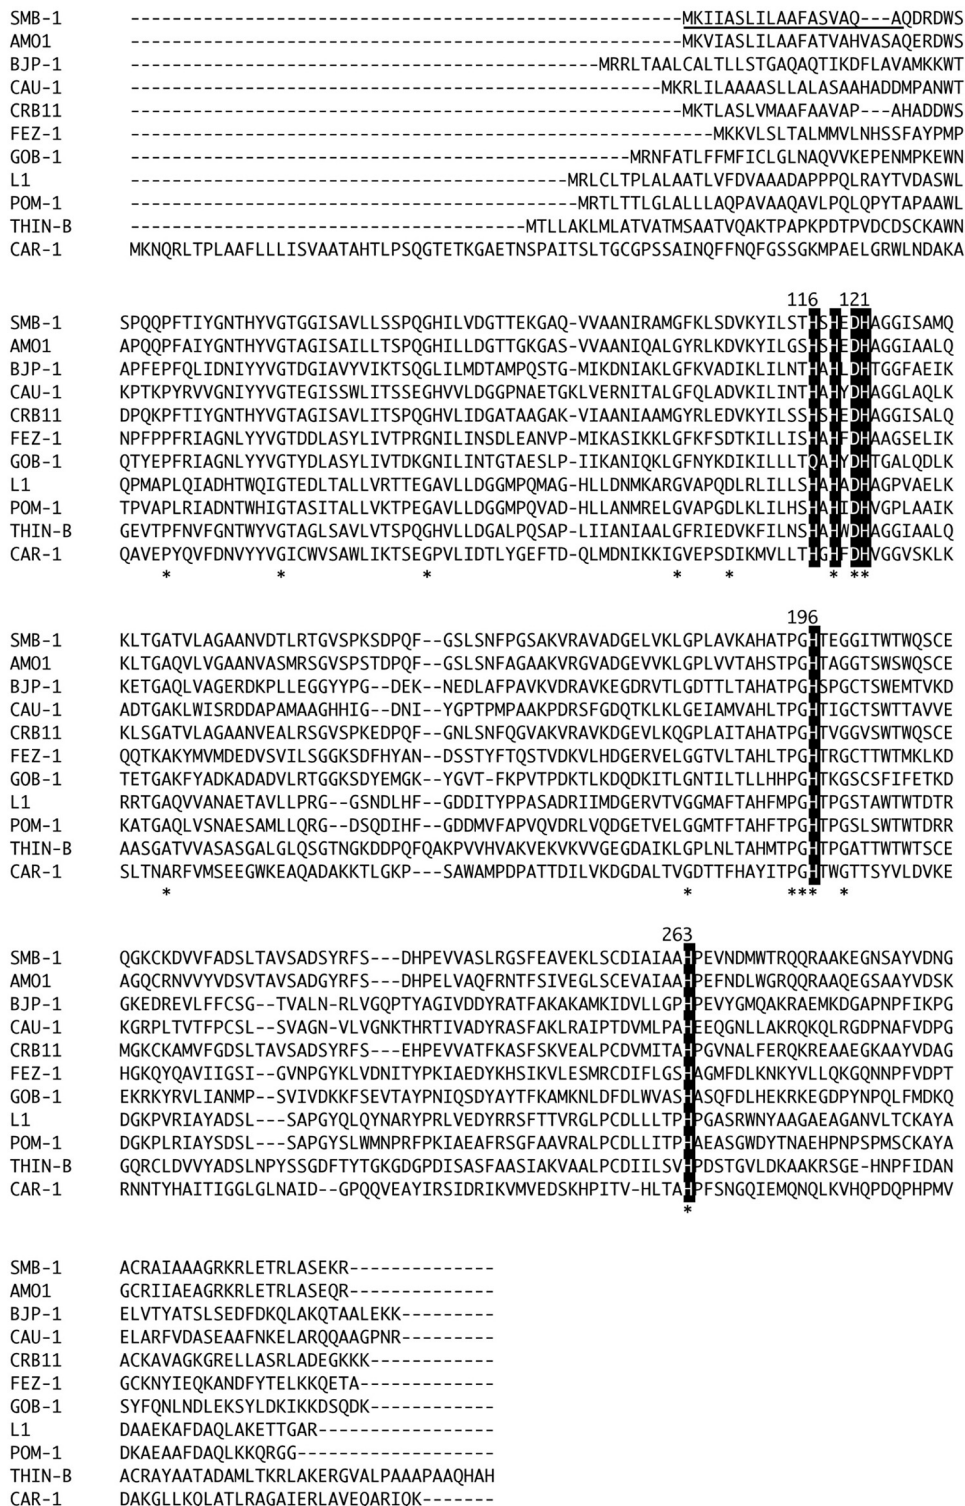 SMB-1 ------------------------------------------------------MKIIASLILAAFASVAQ---AQDRDWS
AMO1 ------------------------------------------------------MKVIASLILAAFATVAHVASAQERDWS
BJP-1 ----------------------------------------------MRRLTAALCALTLLSTGAQAQTIKDFLAVAMKKWT
CAU-1 ----------------------------------------------------MKRLILAAAASLLALASAAHADDMPANWT
CRB11 ------------------------------------------------------MKTLASLVMAAFAAVAP---AHADDWS
FEZ-1 ---------------------------------------------------------MKKVLSLTALMMVLNHSSFAYPMP
GOB-1 -------------------------------------------------MRNFATLFFMFICLGLNAQVVKEPENMPKEWN
L1 -------------------------------------------MRLCLTPLALAATLVFDVAAADAPPPQLRAYTVDASWL
POM-1 --------------------------------------------MRTLTTLGLALLLAQPAVAAQAVLPQLQPYTAPAAWL
THIN-B ---------------------------------------MTLLAKLMLATVATMSAATVQAKTPAPKPDTPVDCDSCKAWN
CAR-1 MKNQRLTPLAAFLLLLISVAATAHTLPSQGTETKGAETNSPAITSLTGCGPSSAINQFFNQFGSSGKMPAELGRWLNDAKA
116 121
SMB-1 SPQQPFTIYGNTHYVGTGGISAVLLSSPQGHILVDGTTEKGAQ-VVAANIRAMGFKLSDVKYILSTHSHEDHAGGISAMQ
AMO1 APQQPFAIYGNTHYVGTAGISAILLTSPQGHILLDGTTGKGAS-VVAANIQALGYRLKDVKYILGSHSHEDHAGGIAALQ
BJP-1 APFEPFQLIDNIYYVGTDGIAVYVIKTSQGLILMDTAMPQSTG-MIKDNIAKLGFKVADIKLILNTHAHLDHTGGFAEIK
CAU-1 KPTKPYRVVGNIYYVGTEGISSWLITSSEGHVVLDGGPNAETGKLVERNITALGFQLADVKILINTHAHYDHAGGLAQLK
CRB11 DPQKPFTIYGNTHYVGTAGISAVLITSPQGHVLIDGATAAGAK-VIAANIAAMGYRLEDVKYILSSHSHEDHAGGISALQ
FEZ-1 NPFPPFRIAGNLYYVGTDDLASYLIVTPRGNILINSDLEANVP-MIKASIKKLGFKFSDTKILLISHAHFDHAAGSELIK
GOB-1 QTYEPFRIAGNLYYVGTYDLASYLIVTDKGNILINTGTAESLP-IIKANIQKLGFNYKDIKILLLTQAHYDHTGALQDLK
L1 QPMAPLQIADHTWQIGTEDLTALLVRTTEGAVLLDGGMPQMAG-HLLDNMKARGVAPQDLRLILLSHAHADHAGPVAELK
POM-1 TPVAPLRIADNTWHIGTASITALLVKTPEGAVLLDGGMPQVAD-HLLANMRELGVAPGDLKLILHSHAHIDHVGPLAAIK
THIN-B GEVTPFNVFGNTWYVGTAGLSAVLVTSPQGHVLLDGALPQSAP-LIIANIAALGFRIEDVKFILNSHAHWDHAGGIAALQ
CAR-1 QAVEPYQVFDNVYYVGICWVSAWLIKTSEGPVLIDTLYGEFTD-QLMDNIKKIGVEPSDIKMVLLTHGHFDHVGGVSKLK
* * * * * * **
196
SMB-1 KLTGATVLAGAANVDTLRTGVSPKSDPQF--GSLSNFPGSAKVRAVADGELVKLGPLAVKAHATPGHTEGGITWTWQSCE
AMO1 KLTGAQVLVGAANVASMRSGVSPSTDPQF--GSLSNFAGAAKVRGVADGEVVKLGPLVVTAHSTPGHTAGGTSWSWQSCE
BJP-1 KETGAQLVAGERDKPLLEGGYYPG--DEK--NEDLAFPAVKVDRAVKEGDRVTLGDTTLTAHATPGHSPGCTSWEMTVKD
CAU-1 ADTGAKLWISRDDAPAMAAGHHIG--DNI--YGPTPMPAAKPDRSFGDQTKLKLGEIAMVAHLTPGHTIGCTSWTTAVVE
CRB11 KLSGATVLAGAANVEALRSGVSPKEDPQF--GNLSNFQGVAKVRAVKDGEVLKQGPLAITAHATPGHTVGGVSWTWQSCE
FEZ-1 QQTKAKYMVMDEDVSVILSGGKSDFHYAN--DSSTYFTQSTVDKVLHDGERVELGGTVLTAHLTPGHTRGCTTWTMKLKD
GOB-1 TETGAKFYADKADADVLRTGGKSDYEMGK--YGVT-FKPVTPDKTLKDQDKITLGNTILTLLHHPGHTKGSCSFIFETKD
L1 RRTGAQVVANAETAVLLPRG--GSNDLHF--GDDITYPPASADRIIMDGERVTVGGMAFTAHFMPGHTPGSTAWTWTDTR
POM-1 KATGAQLVSNAESAMLLQRG--DSQDIHF--GDDMVFAPVQVDRLVQDGETVELGGMTFTAHFTPGHTPGSLSWTWTDRR
THIN-B AASGATVVASASGALGLQSGTNGKDDPQFQAKPVVHVAKVEKVKVVGEGDAIKLGPLNLTAHMTPGHTPGATTWTWTSCE
CAR-1 SLTNARFVMSEEGWKEAQADAKKTLGKP---SAWAMPDPATTDILVKDGDALTVGDTTFHAYITPGHTWGTTSYVLDVKE
* * *** *
263
SMB-1 QGKCKDVVFADSLTAVSADSYRFS---DHPEVVASLRGSFEAVEKLSCDIAIAAHPEVNDMWTRQQRAAKEGNSAYVDNG
AMO1 AGQCRNVVYVDSVTAVSADGYRFS---DHPELVAQFRNTFSIVEGLSCEVAIAAHPEFNDLWGRQQRAAQEGSAAYVDSK
BJP-1 GKEDREVLFFCSG--TVALN-RLVGQPTYAGIVDDYRATFAKAKAMKIDVLLGPHPEVYGMQAKRAEMKDGAPNPFIKPG
CAU-1 KGRPLTVTFPCSL--SVAGN-VLVGNKTHRTIVADYRASFAKLRAIPTDVMLPAHEEQGNLLAKRQKQLRGDPNAFVDPG
CRB11 MGKCKAMVFGDSLTAVSADSYRFS---EHPEVVATFKASFSKVEALPCDVMITAHPGVNALFERQKREAAEGKAAYVDAG
FEZ-1 HGKQYQAVIIGSI--GVNPGYKLVDNITYPKIAEDYKHSIKVLESMRCDIFLGSHAGMFDLKNKYVLLQKGQNNPFVDPT
GOB-1 EKRKYRVLIANMP--SVIVDKKFSEVTAYPNIQSDYAYTFKAMKNLDFDLWVASHASQFDLHEKRKEGDPYNPQLFMDKQ
L1 DGKPVRIAYADSL---SAPGYQLQYNARYPRLVEDYRRSFTTVRGLPCDLLLTPHPGASRWNYAAGAEAGANVLTCKAYA
POM-1 DGKPLRIAYSDSL---SAPGYSLWMNPRFPKIAEAFRSGFAAVRALPCDLLITPHAEASGWDYTNAEHPNPSPMSCKAYA
THIN-B GQRCLDVVYADSLNPYSSGDFTYTGKGDGPDISASFAASIAKVAALPCDIILSVHPDSTGVLDKAAKRSGE-HNPFIDAN
CAR-1 RNNTYHAITIGGLGLNAID--GPQQVEAYIRSIDRIKVMVEDSKHPITV-HLTAHPFSNGQIEMQNQLKVHQPDQPHPMV
*
SMB-1 ACRAIAAAGRKRLETRLASEKR--------------
AMO1 GCRIIAEAGRKRLETRLASEQR--------------
BJP-1 ELVTYATSLSEDFDKQLAKQTAALEKK---------
CAU-1 ELARFVDASEAAFNKELARQQAAGPNR---------
CRB11 ACKAVAGKGRELLASRLADEGKKK------------
FEZ-1 GCKNYIEQKANDFYTELKKQETA-------------
GOB-1 SYFQNLNDLEKSYLDKIKKDSQDK------------
L1 DAAEKAFDAQLAKETTGAR-----------------
POM-1 DKAEAAFDAQLKKQRGG-------------------
THIN-B ACRAYAATADAMLTKRLAKERGVALPAAAPAAQHAH
CAR-1 DAKGLLKQLATLRAGAIERLAVEQARIQK-------